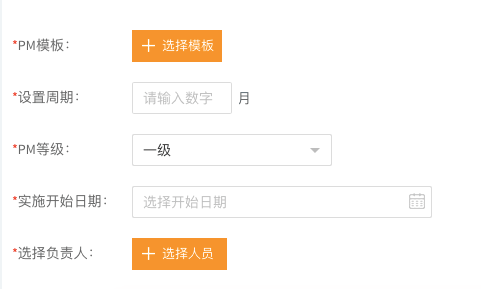 *PM模板： 选择模板
*设置周期： 请输入数字 月
*PM等级： 一级
*实施开始日期： 选择开始日期
*选择负责人： 选择人员